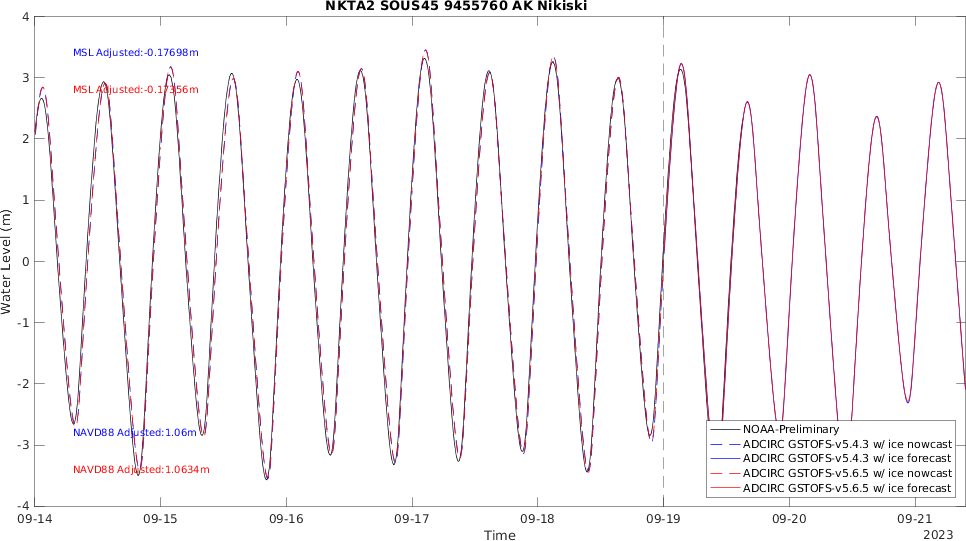 NKTA2 SOUS45 9455760 AK Nikiski
MSL Adjusted:-0.17698m
MSL Adjusted:-0.17356m
NAVD88 Adjusted:1.06m
NAVD88 Adjusted:1.0634m
Water Level (m)
4
3
2
1
0
-1
-2
-3
-4
NOAA-Preliminary
ADCIRC GSTOFS-v5.4.3 w/ ice nowcast
ADCIRC GSTOFS-v5.4.3 w/ ice forecast
ADCIRC GSTOFS-v5.6.5 w/ ice nowcast
ADCIRC GSTOFS-v5.6.5 w/ ice forecast
09-14 09-15 09-16 09-17 09-18 09-19 09-20 09-21
Time
2023